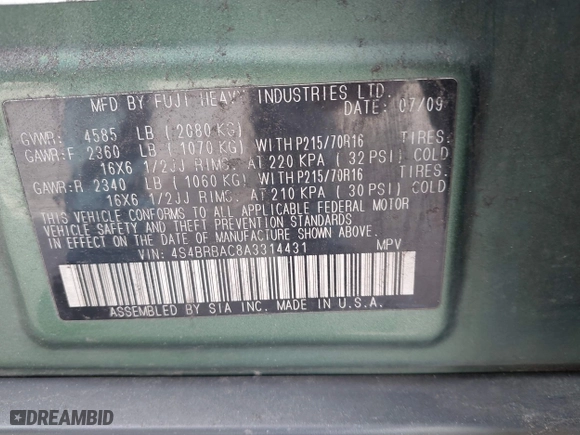 MFD BY FUJI HEAVY INDUSTRIES LTD.
DATE: 07/09
GVWR: 4585 LB ( 2080 KG)
GAWR:F 2360 LB ( 1070 KG) WITH P215/70R16 TIRES.
16X6 1/2JJ RIMS. AT 220 KPA ( 32 PSI) COLD
GAWR:R 2340 LB ( 1060 KG) WITH P215/70R16 TIRES.
16X6 1/2JJ RIMS. AT 210 KPA ( 30 PSI) COLD
THIS VEHICLE CONFORMS TO ALL APPLICABLE FEDERAL MOTOR
VEHICLE SAFETY AND THEFT PREVENTION STANDARDS
IN EFFECT ON THE DATE OF MANUFACTURE SHOWN ABOVE.
VIN: 4S4BRBAC8A3314431 MPV
ASSEMBLED BY SIA INC. MADE IN U.S.A.
DREAMBID